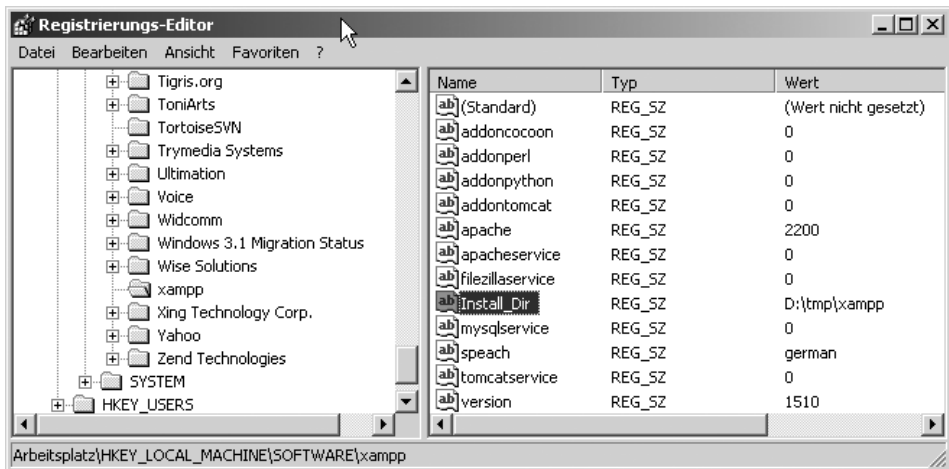 Registrierungs-Editor
Datei Bearbeiten Ansicht Favoriten ?
Tigris.org
ToniArts
TortoiseSVN
Trymedia Systems
Ultimation
Voice
Widcomm
Windows 3.1 Migration Status
Wise Solutions
xampp
Xing Technology Corp.
Yahoo
Zend Technologies
SYSTEM
HKEY_USERS
Name Typ Wert
(Standard) REG_SZ (Wert nicht gesetzt)
addoncocoon REG_SZ 0
addonperl REG_SZ 0
addonpython REG_SZ 0
addontomcat REG_SZ 0
apache REG_SZ 2200
apacheservice REG_SZ 0
filezillaservice REG_SZ 0
Install_Dir REG_SZ D:\tmp\xampp
mysqlservice REG_SZ 0
speach REG_SZ german
tomcatservice REG_SZ 0
version REG_SZ 1510
Arbeitsplatz\HKEY_LOCAL_MACHINE\SOFTWARE\xampp